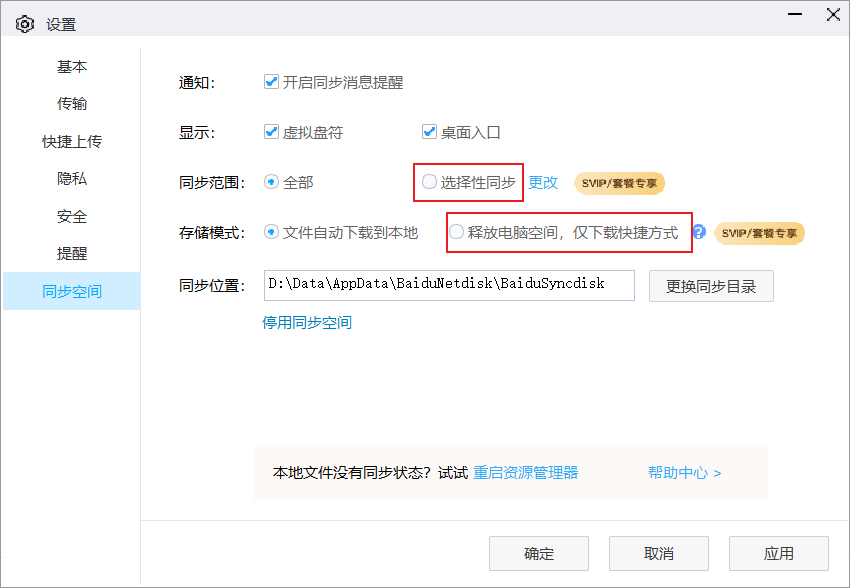 设置
基本
传输
快捷上传
隐私
安全
提醒
同步空间
通知： 开启同步消息提醒
显示： 虚拟盘符 桌面入口
同步范围： 全部 选择性同步 更改 SVIP/套餐专享
存储模式： 文件自动下载到本地 释放电脑空间，仅下载快捷方式 ? SVIP/套餐专享
同步位置： D:\Data\AppData\BaiduNetdisk\BaiduSyncdisk 更换同步目录
停用同步空间
本地文件没有同步状态？试试 重启资源管理器 帮助中心 >
确定 取消 应用